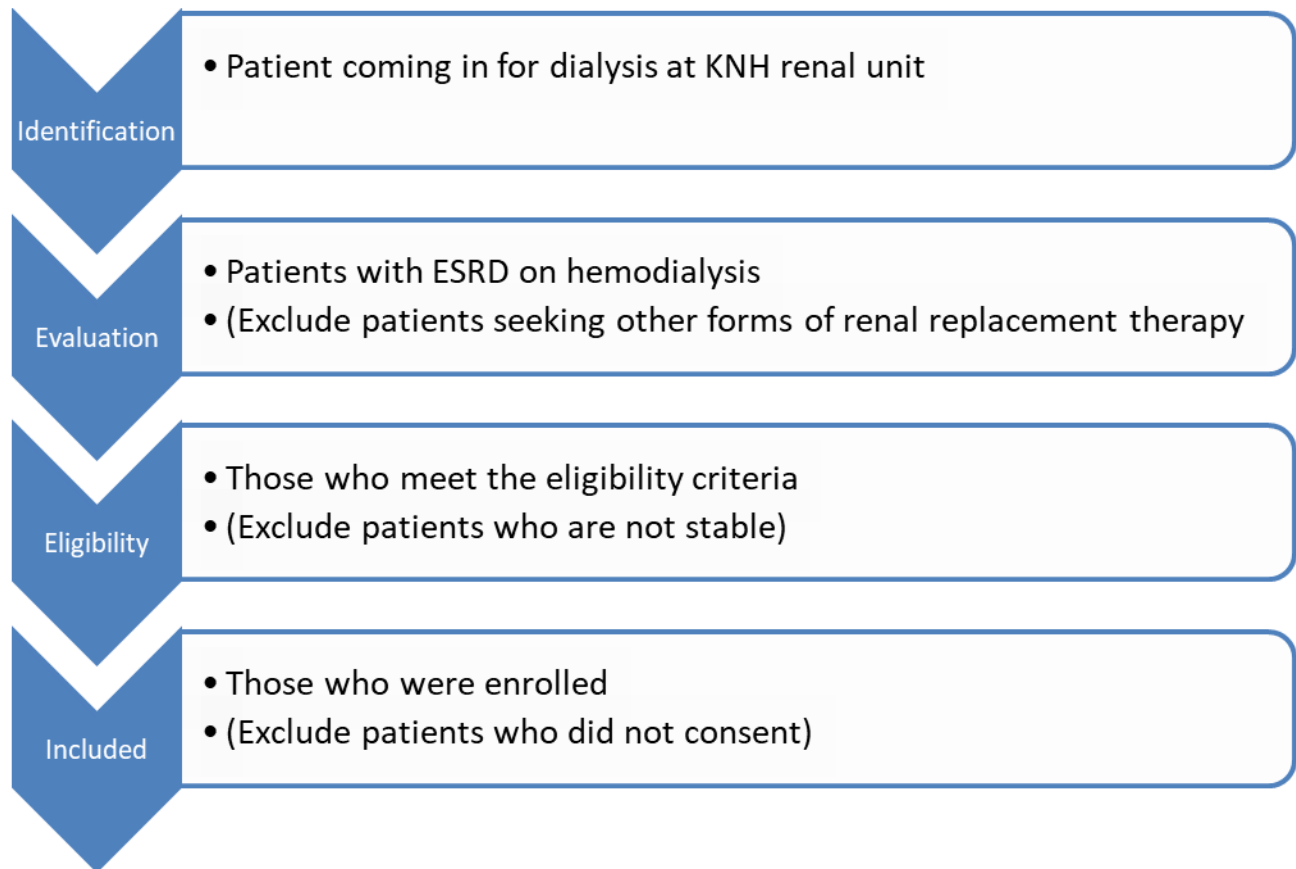 Identification
• Patient coming in for dialysis at KNH renal unit
Evaluation
• Patients with ESRD on hemodialysis
• (Exclude patients seeking other forms of renal replacement therapy
Eligibility
• Those who meet the eligibility criteria
• (Exclude patients who are not stable)
Included
• Those who were enrolled
• (Exclude patients who did not consent)